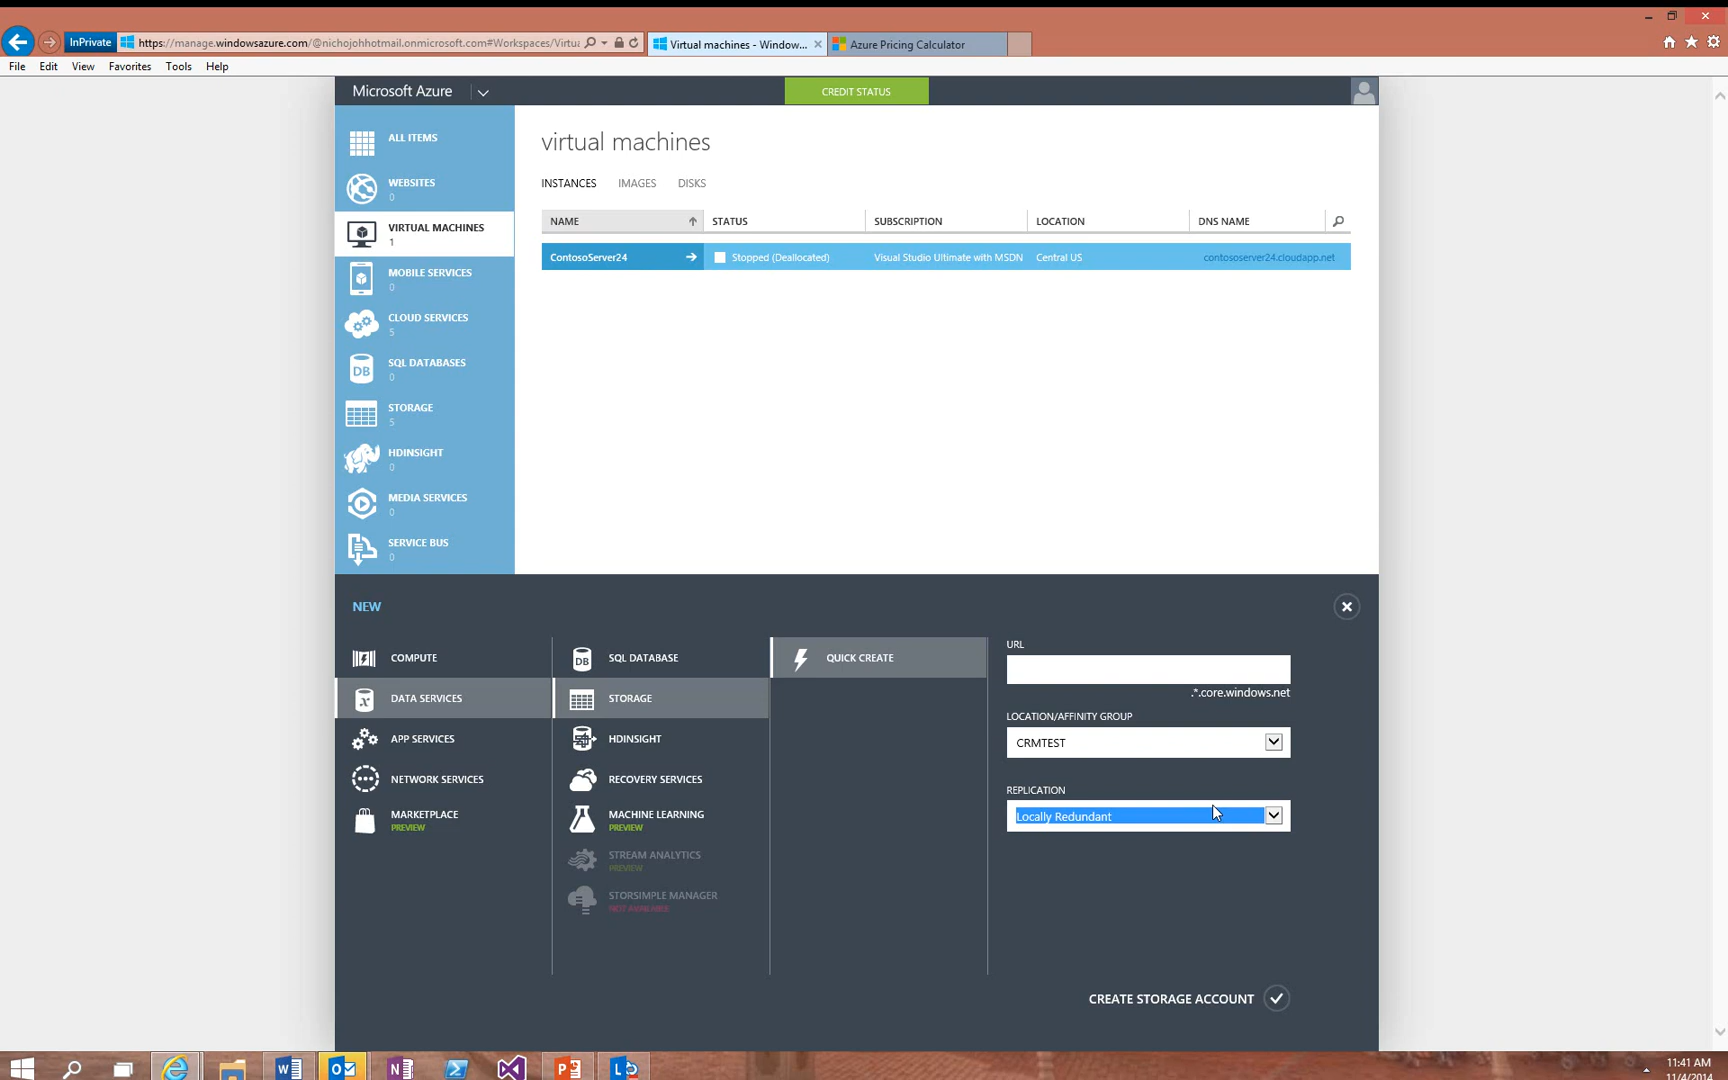 InPrivate
https://manage.windowsazure.com/@nichojohhotmail.onmicrosoft.com#Workspaces/Virtua
Virtual machines - Window...
Azure Pricing Calculator
File Edit View Favorites Tools Help
Microsoft Azure
CREDIT STATUS
ALL ITEMS
WEBSITES
0
VIRTUAL MACHINES
1
MOBILE SERVICES
0
CLOUD SERVICES
5
SQL DATABASES
0
DB
STORAGE
5
HDINSIGHT
0
MEDIA SERVICES
0
SERVICE BUS
0
virtual machines
INSTANCES IMAGES DISKS
NAME STATUS SUBSCRIPTION LOCATION DNS NAME
ContosoServer24 Stopped (Deallocated) Visual Studio Ultimate with MSDN Central US contososerver24.cloudapp.net
NEW
COMPUTE
DATA SERVICES
APP SERVICES
NETWORK SERVICES
MARKETPLACE
PREVIEW
DB
SQL DATABASE
STORAGE
HDINSIGHT
RECOVERY SERVICES
MACHINE LEARNING
PREVIEW
STREAM ANALYTICS
PREVIEW
STORSIMPLE MANAGER
NOT AVAILABLE
QUICK CREATE
URL
.*.core.windows.net
LOCATION/AFFINITY GROUP
CRMTEST
REPLICATION
Locally Redundant
CREATE STORAGE ACCOUNT
11:41 AM
11/4/2014